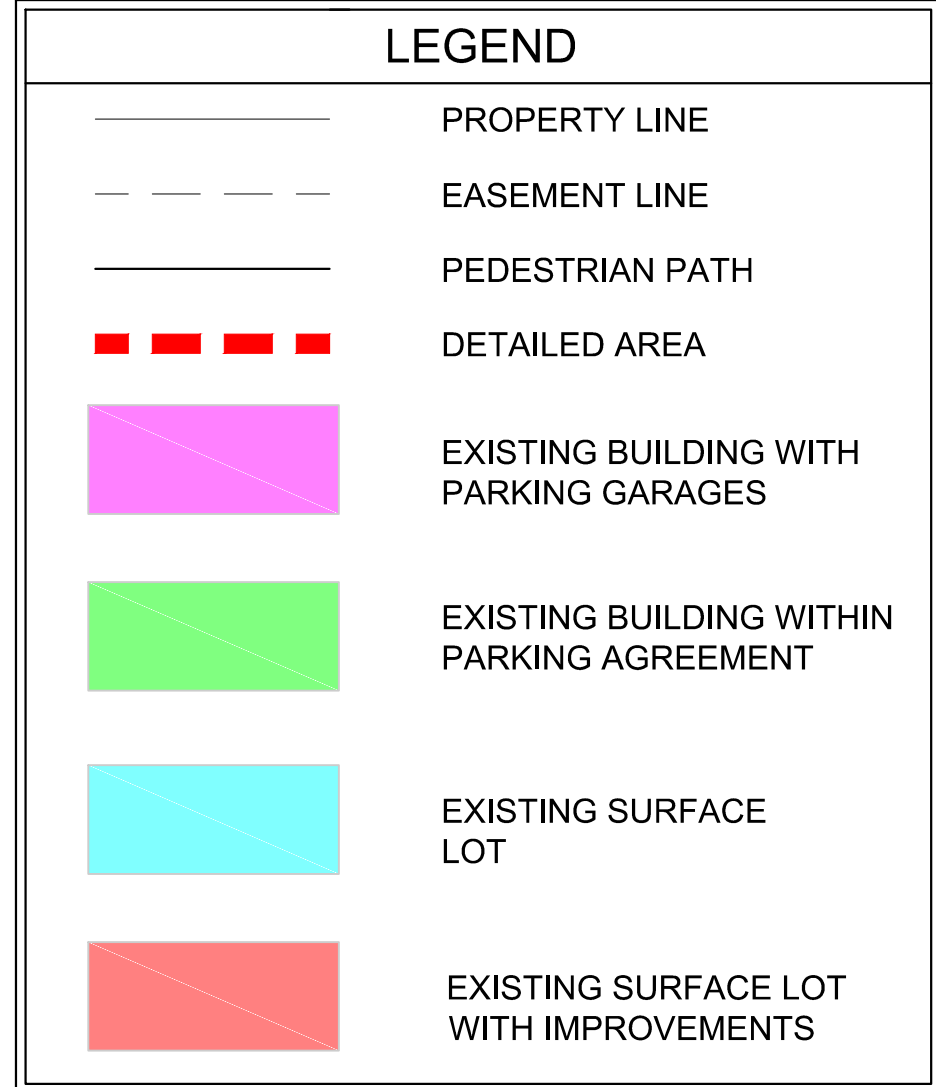 LEGEND
PROPERTY LINE
EASEMENT LINE
PEDESTRIAN PATH
DETAILED AREA
EXISTING BUILDING WITH
PARKING GARAGES
EXISTING BUILDING WITHIN
PARKING AGREEMENT
EXISTING SURFACE
LOT
EXISTING SURFACE LOT
WITH IMPROVEMENTS